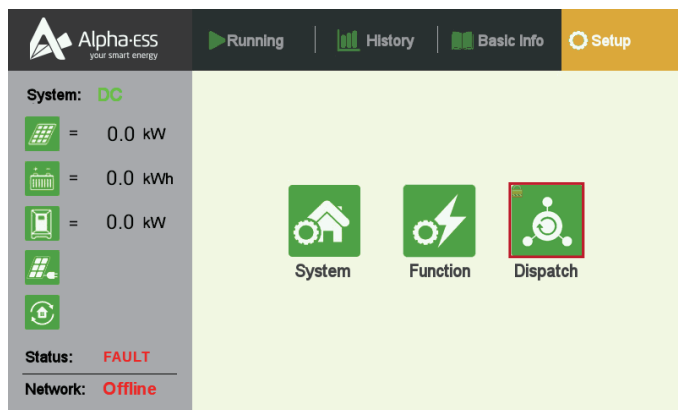 Alpha·ESS
your smart energy
Running
History
Basic Info
Setup
System: DC
= 0.0 kW
= 0.0 kWh
= 0.0 kW
System
Function
Dispatch
Status: FAULT
Network: Offline